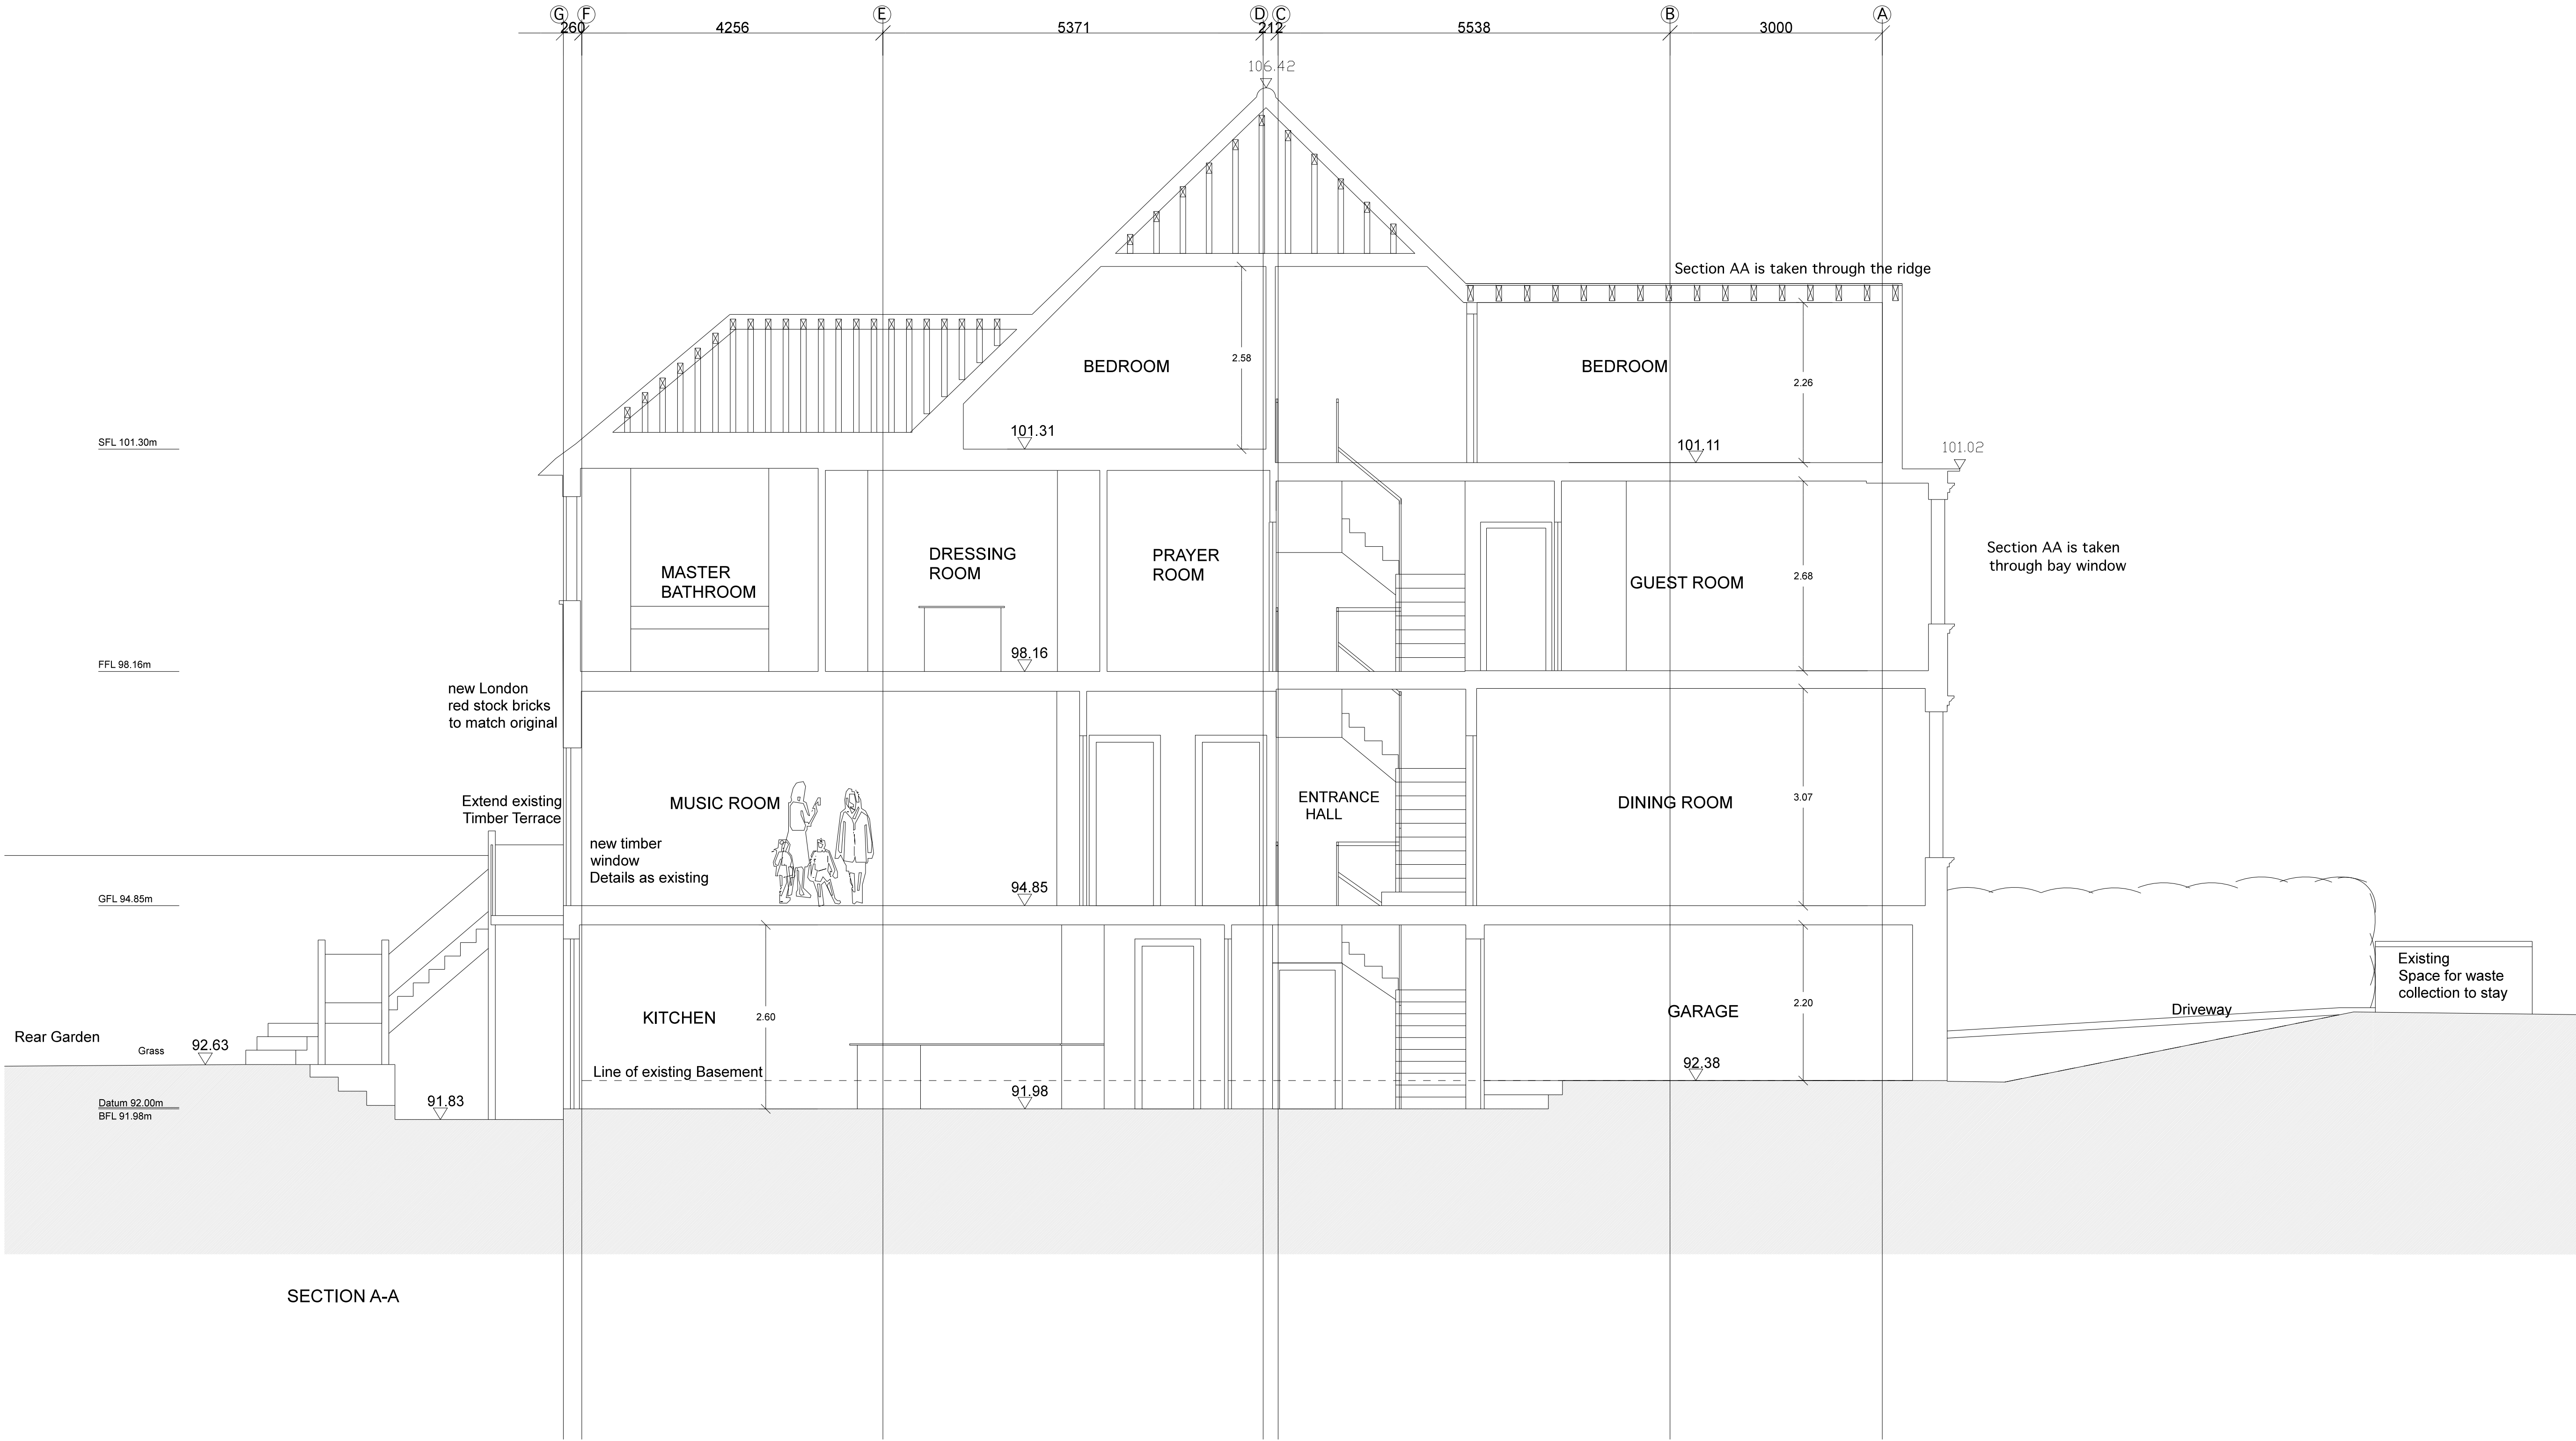 G F E D C B A
260 4256 5371 212 5538 3000
106.42
Section AA is taken through the ridge
BEDROOM
2.58
BEDROOM
2.26
SFL 101.30m
101.31
101.11
101.02
MASTER
BATHROOM
DRESSING
ROOM
PRAYER
ROOM
GUEST ROOM
2.68
Section AA is taken
through bay window
FFL 98.16m
98.16
new London
red stock bricks
to match original
Extend existing
Timber Terrace
MUSIC ROOM
new timber
window
Details as existing
ENTRANCE
HALL
DINING ROOM
3.07
GFL 94.85m
94.85
KITCHEN
2.60
GARAGE
2.20
Existing
Space for waste
collection to stay
Driveway
Rear Garden
Grass
92.63
Line of existing Basement
92.38
Datum 92.00m
BFL 91.98m
91.83
91.98
SECTION A-A